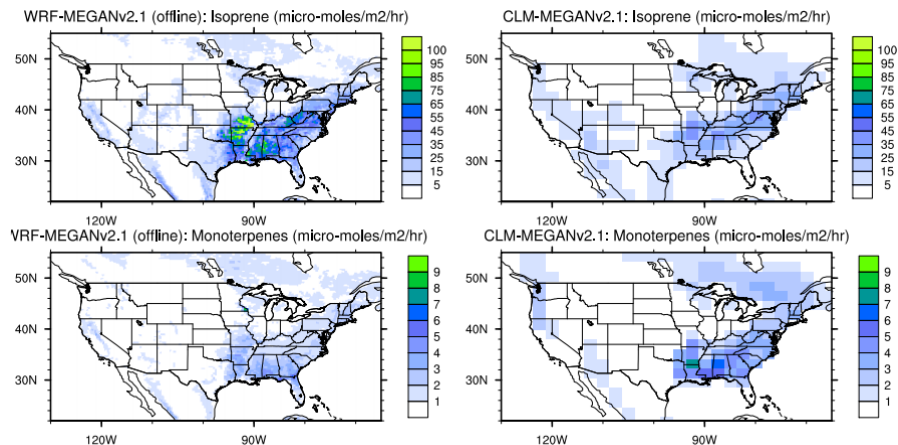 WRF-MEGANv2.1 (offline): Isoprene (micro-moles/m2/hr)
CLM-MEGANv2.1: Isoprene (micro-moles/m2/hr)
50N
40N
30N
120W
90W
100
95
85
75
65
55
45
35
25
15
5
50N
40N
30N
120W
90W
100
95
85
75
65
55
45
35
25
15
5
VRF-MEGANv2.1 (offline): Monoterpenes (micro-moles/m2/hr)
CLM-MEGANv2.1: Monoterpenes (micro-moles/m2/hr)
50N
40N
30N
120W
90W
9
8
7
6
5
4
3
2
1
50N
40N
30N
120W
90W
9
8
7
6
5
4
3
2
1